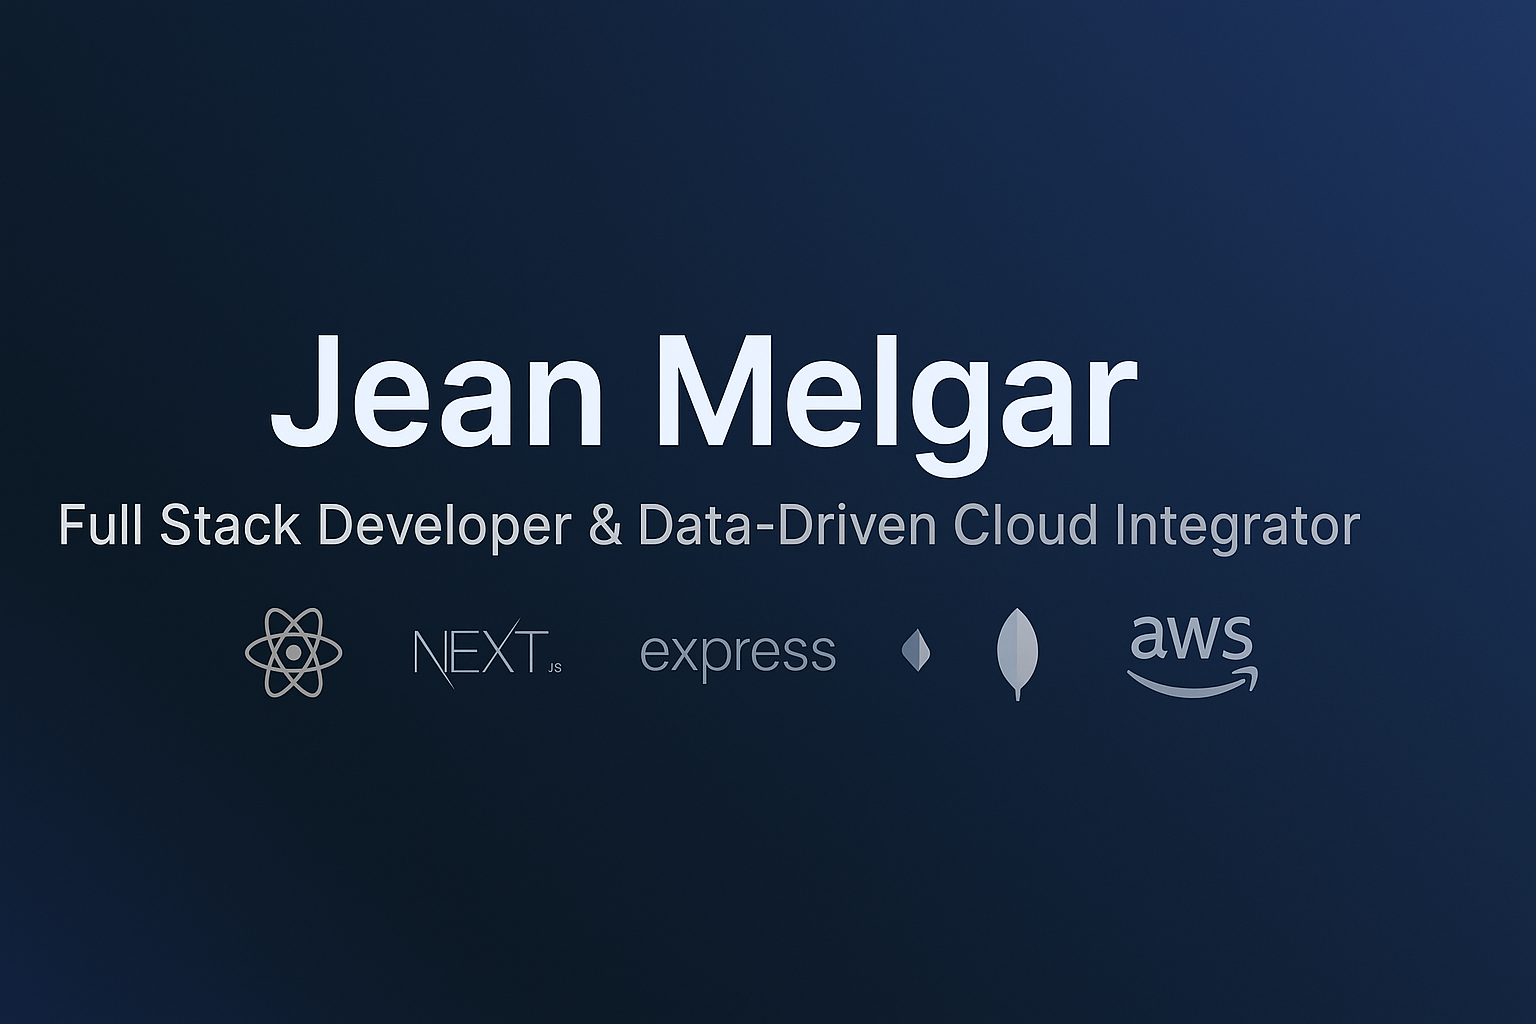 Jean Melgar
Full Stack Developer & Data-Driven Cloud Integrator
NEXT JS express aws